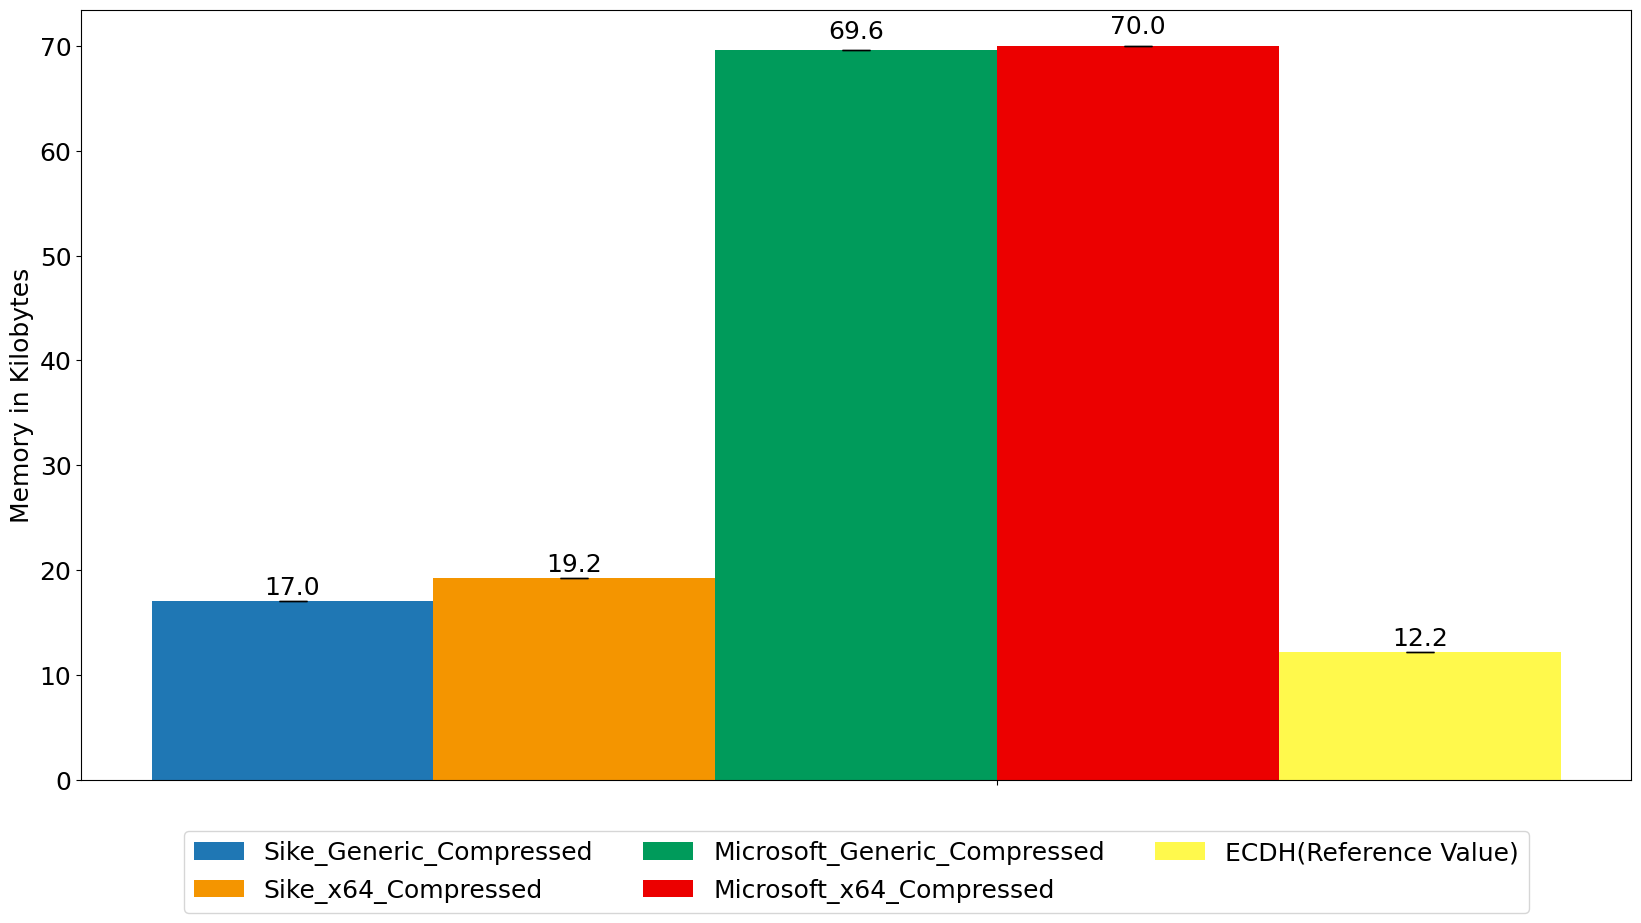 69.6
70.0
70
60
50
40
30
20
10
0
Memory in Kilobytes
17.0
19.2
12.2
Sike_Generic_Compressed
Sike_x64_Compressed
Microsoft_Generic_Compressed
Microsoft_x64_Compressed
ECDH(Reference Value)